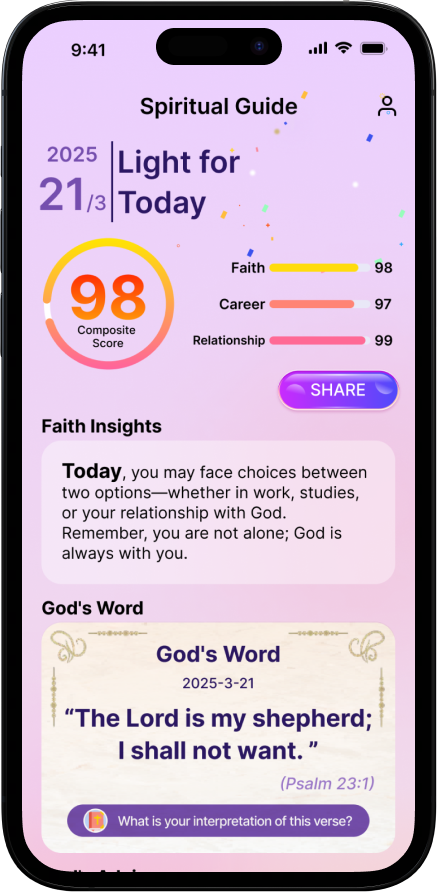 9:41
Spiritual Guide
2025
21/3
Light for
Today
98
Composite
Score
Faith 98
Career 97
Relationship 99
SHARE
Faith Insights
Today, you may face choices between
two options—whether in work, studies,
or your relationship with God.
Remember, you are not alone; God is
always with you.
God's Word
God's Word
2025-3-21
“The Lord is my shepherd;
I shall not want. ”
(Psalm 23:1)
What is your interpretation of this verse?